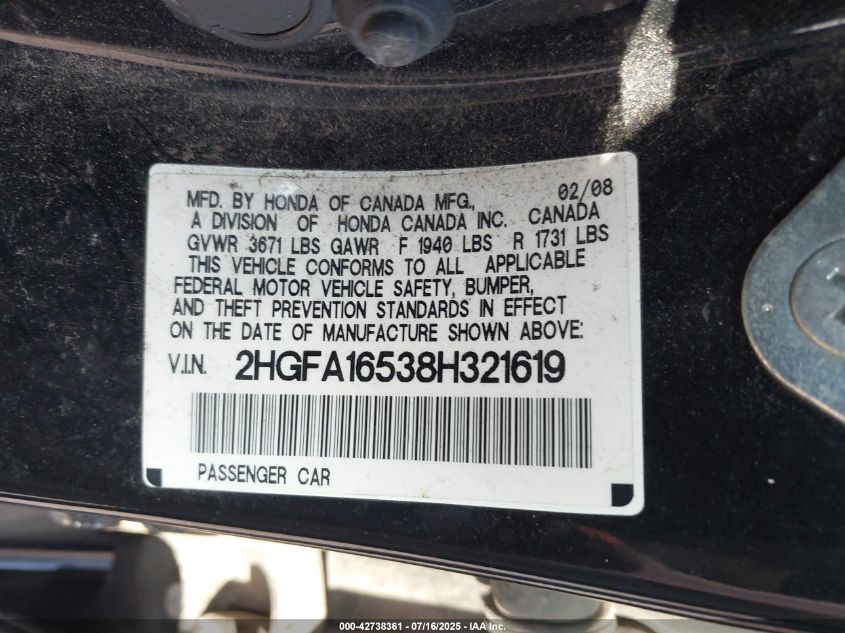 02/08
MFD. BY HONDA OF CANADA MFG.,
A DIVISION OF HONDA CANADA INC. CANADA
GVWR 3671 LBS GAWR F 1940 LBS R 1731 LBS
THIS VEHICLE CONFORMS TO ALL APPLICABLE
FEDERAL MOTOR VEHICLE SAFETY, BUMPER,
AND THEFT PREVENTION STANDARDS IN EFFECT
ON THE DATE OF MANUFACTURE SHOWN ABOVE:
V.I.N. 2HGFA16538H321619
PASSENGER CAR
000-42738361 - 07/16/2025 - IAA Inc.